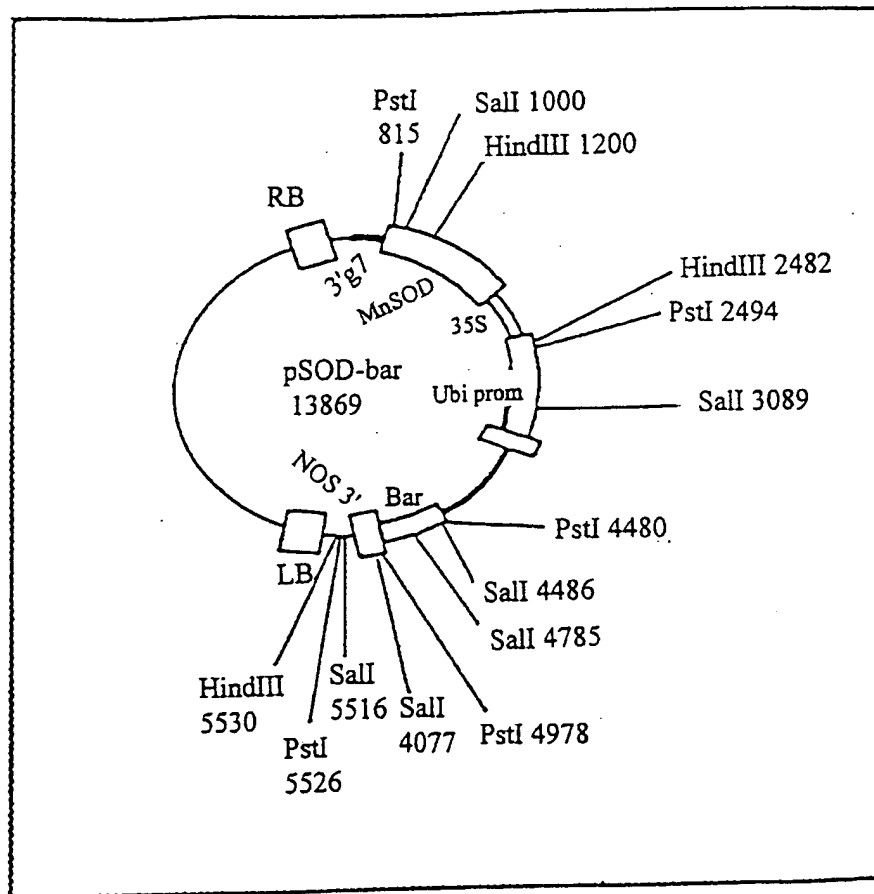 PstI
815
SalI 1000
HindIII 1200
RB
3'g7
MnSOD
35S
HindIII 2482
PstI 2494
pSOD-bar
13869
Ubi prom
SalI 3089
NOS 3'
Bar
PstI 4480
LB
SalI 4486
SalI 4785
HindIII
5530
SalI
5516
SalI
4077
PstI 4978
PstI
5526